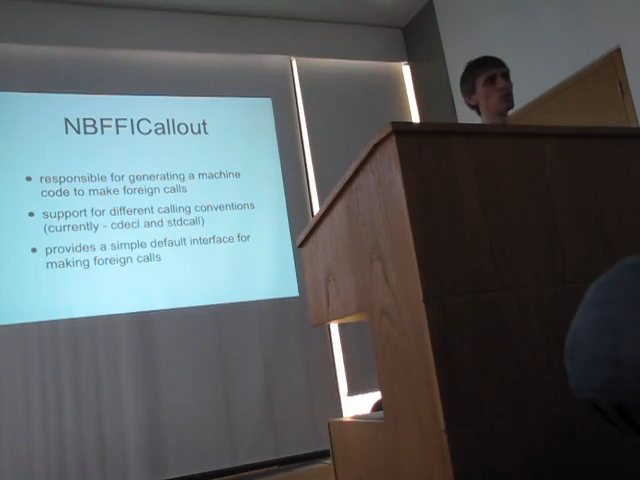 NBFFICallout
• responsible for generating a machine
code to make foreign calls
• support for different calling conventions
(currently - cdecl and stdcall)
• provides a simple default interface for
making foreign calls